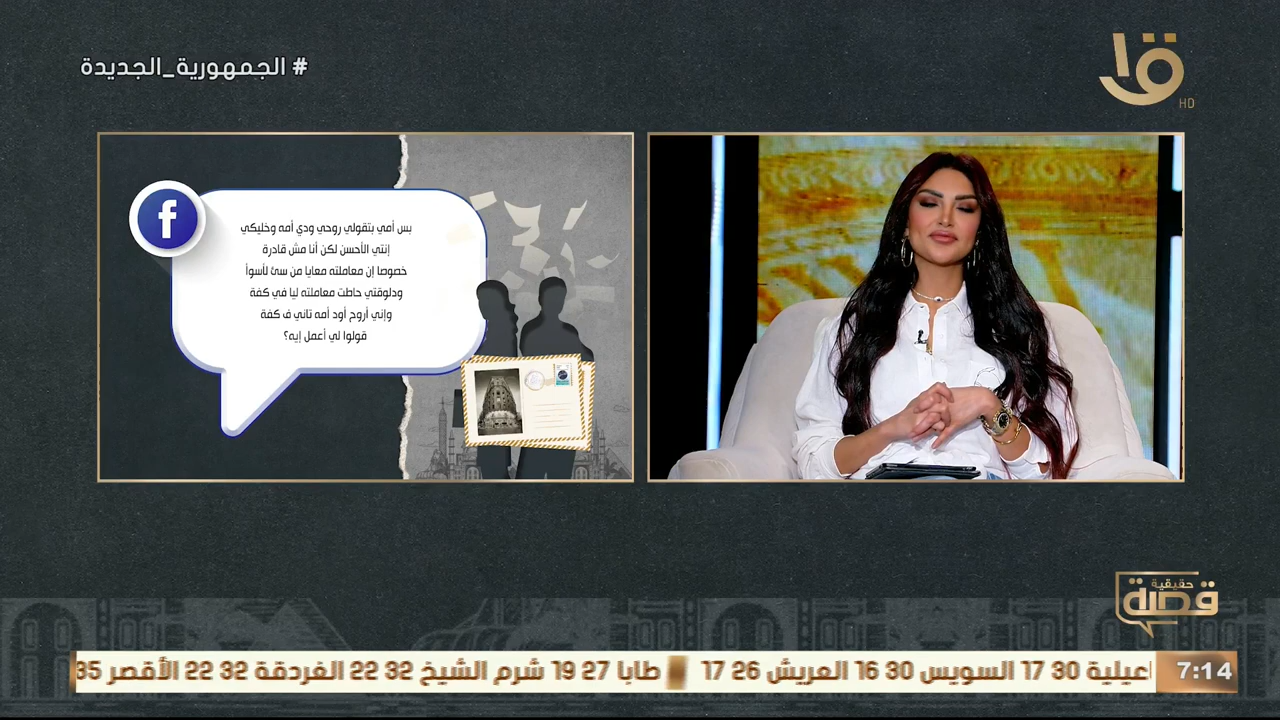 # الجمهورية_الجديدة
HD
f
بس أمي بتقولي روحي ودي أمه وخليكي
إنتي الأحسن لكن أنا مش قادرة
خصوصا إن معاملته معايا من سئ لأسوأ
ودلوقتي حاطت معاملته ليا في كفة
وإني أروح أود أمه تاني ف كفة
قولوا لي أعمل إيه؟
قصة
حقيقية
7:14
اعيلية 30 17 السويس 30 16 العريش 26 17
طابا 27 19 شرم الشيخ 32 22 الغردقة 32 22 الأقصر 35